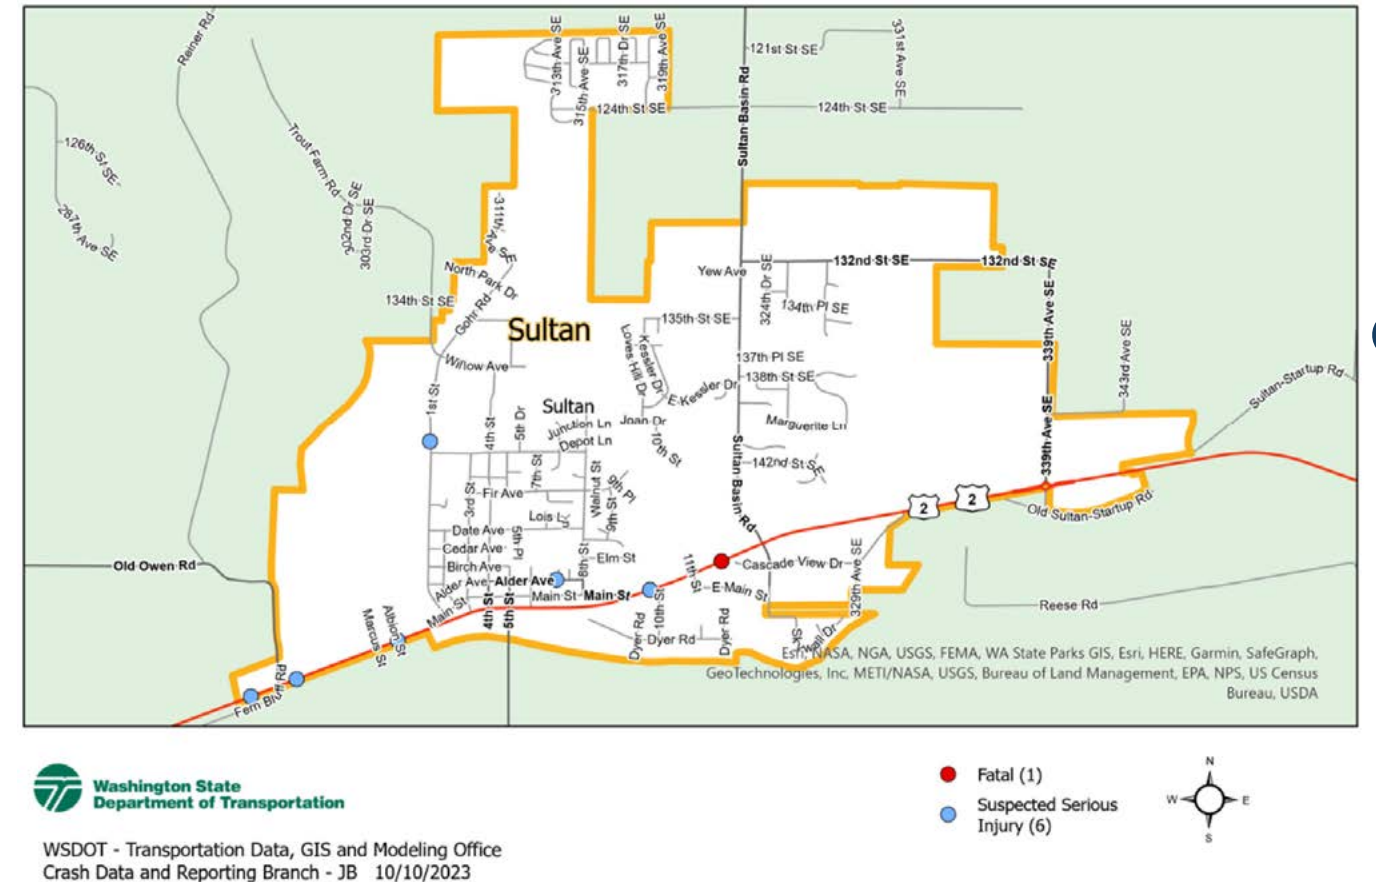 Reiner Rd
313th Ave SE
315th Ave SE
317th Dr SE
319th Ave SE
124th St SE
Sultan Basin Rd
121st St SE
331st Ave SE
124th St SE
126th St SE
287th Ave SE
Trout Farm Rd
302nd Dr SE
303rd Dr SE
311th Ave SE
Ave
North Park Dr
134th St SE
Gohr Rd
Sultan
Yew Ave
324th Dr SE
132nd St SE
132nd St SE
134th Pl SE
135th St SE
339th Ave SE
343rd Ave SE
Sultan-Startup Rd
Willow Ave
Loves Hill Dr
Kessler Dr
E Kessler Dr
137th Pl SE
138th St SE
Marguerite Ln
1st St
4th St
5th Dr
Sultan
Junction Ln
Depot Ln
Joan Dr
10th St
Sultan Basin Rd
142nd St SE
339th Ave SE
3rd St
Fir Ave
7th St
Walnut St
9th Pl
9th St
Lois Ln
2
2
Old Sultan-Startup Rd
Date Ave
Cedar Ave
Birch Ave
5th Pl
8th St
Elm St
Alder Ave
Alder Ave
Main St
Main St
Main St
4th St
5th St
11th St
E Main St
10th St
Cascade View Dr
329th Ave SE
Old Owen Rd
Reese Rd
Marcus St
Albion St
Dyer Rd
Dyer Rd
Dyer Rd
Skwall Dr
Fern Bluff Rd
Esri, NASA, NGA, USGS, FEMA, WA State Parks GIS, Esri, HERE, Garmin, SafeGraph,
GeoTechnologies, Inc, METI/NASA, USGS, Bureau of Land Management, EPA, NPS, US Census
Bureau, USDA
Washington State
Department of Transportation
WSDOT - Transportation Data, GIS and Modeling Office
Crash Data and Reporting Branch - JB 10/10/2023
Fatal (1)
Suspected Serious
Injury (6)
N
W
E
S